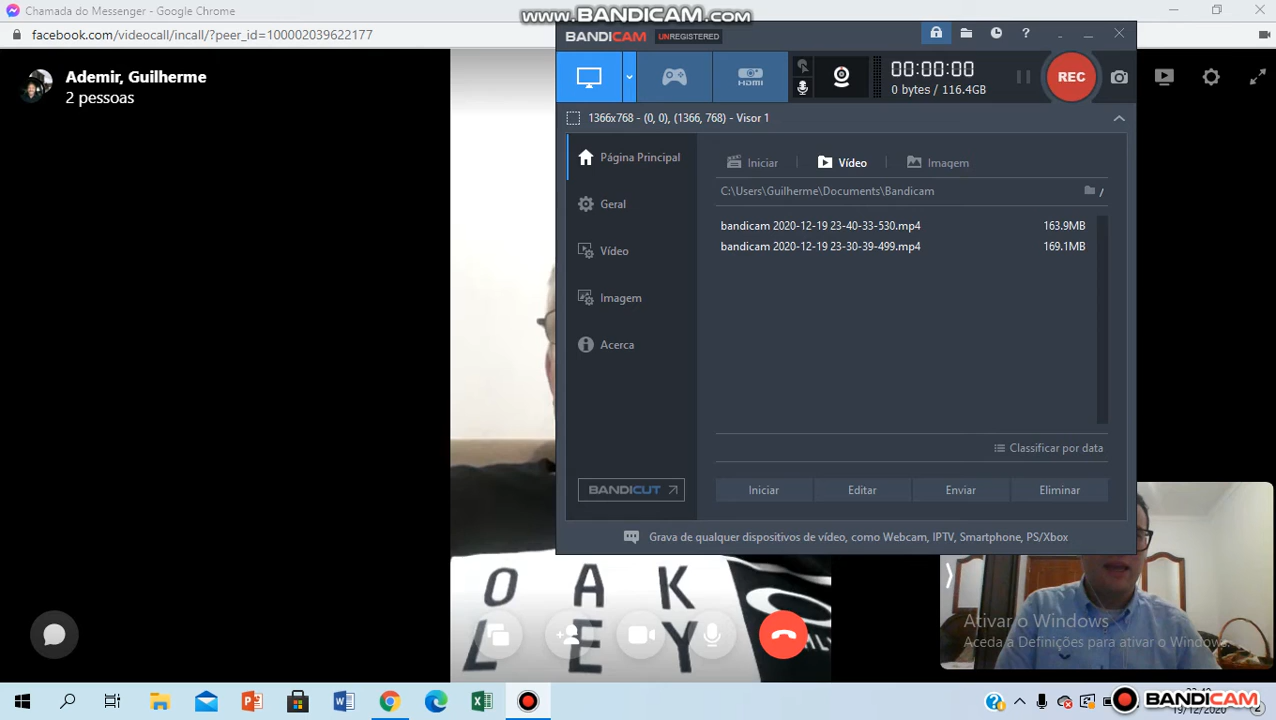 Chamada do Messenger - Google Chrome
www.BANDICAM.com
facebook.com/videocall/incall/?peer_id=100002039622177
BANDICAM UNREGISTERED
Ademir, Guilherme
2 pessoas
HDMI
00:00:00
0 bytes / 116.4GB
REC
1366x768 - (0, 0), (1366, 768) - Visor 1
Página Principal
Geral
Vídeo
Imagem
Acerca
BANDICUT
Iniciar
Vídeo
Imagem
C:\Users\Guilherme\Documents\Bandicam
/
bandicam 2020-12-19 23-40-33-530.mp4 163.9MB
bandicam 2020-12-19 23-30-39-499.mp4 169.1MB
Classificar por data
Iniciar Editar Enviar Eliminar
Grava de qualquer dispositivos de vídeo, como Webcam, IPTV, Smartphone, PS/Xbox
OAK
LEY
Ativar o Windows
Aceda a Definições para ativar o Windows.
BANDICAM
19/12/2020
2